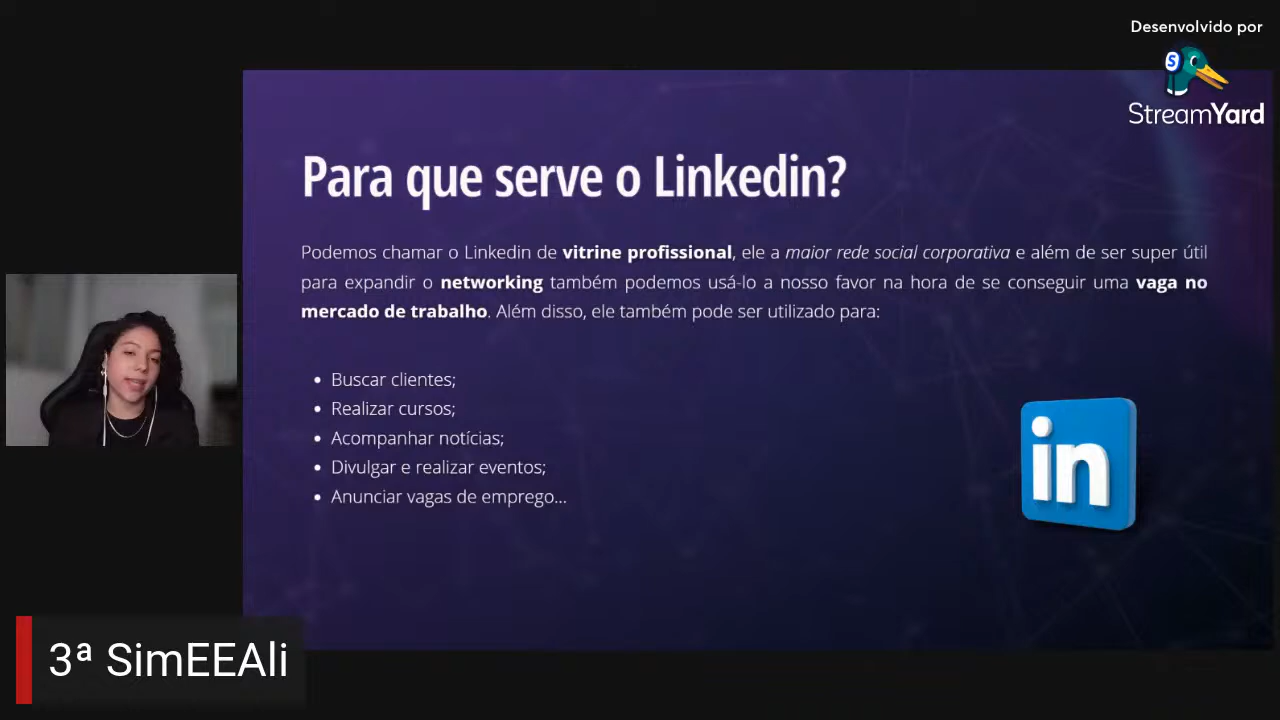 Desenvolvido por
StreamYard
Para que serve o Linkedin?
Podemos chamar o Linkedin de vitrine profissional, ele a maior rede social corporativa e além de ser super útil
para expandir o networking também podemos usá-lo a nosso favor na hora de se conseguir uma vaga no
mercado de trabalho. Além disso, ele também pode ser utilizado para:
• Buscar clientes;
• Realizar cursos;
• Acompanhar notícias;
• Divulgar e realizar eventos;
• Anunciar vagas de emprego...
in
3ª SimEEAli